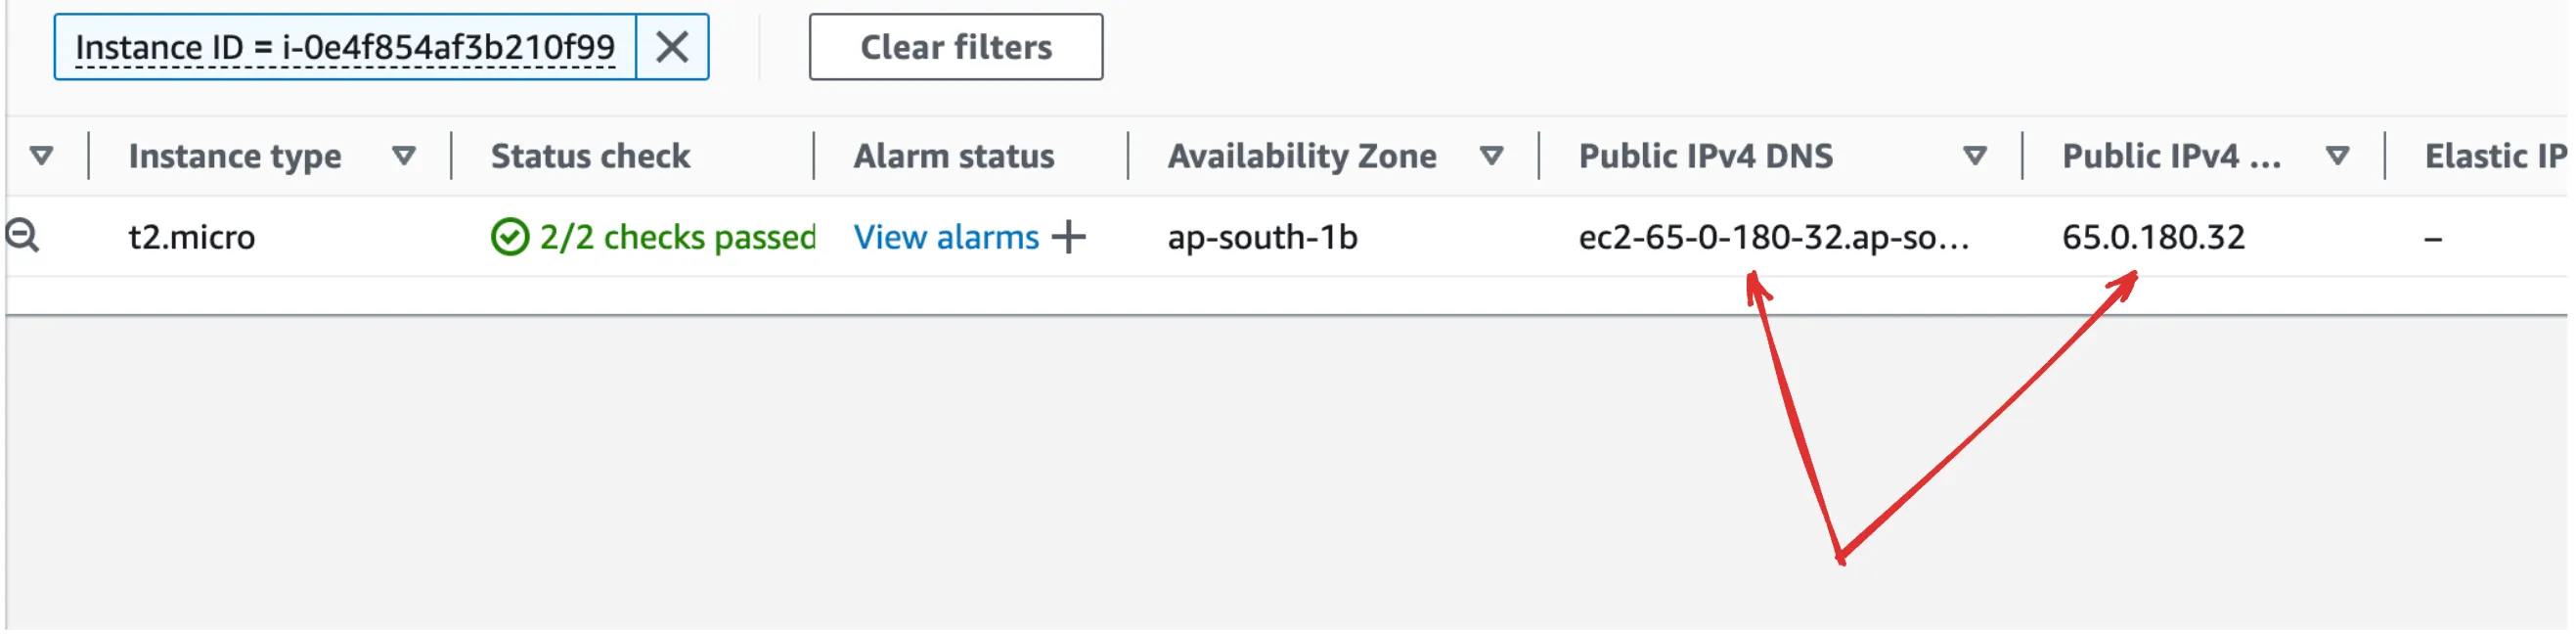 Instance ID = i-0e4f854af3b210f99 Clear filters
Instance type Status check Alarm status Availability Zone Public IPv4 DNS Public IPv4 ... Elastic IP
t2.micro 2/2 checks passed View alarms + ap-south-1b ec2-65-0-180-32.ap-so... 65.0.180.32 –